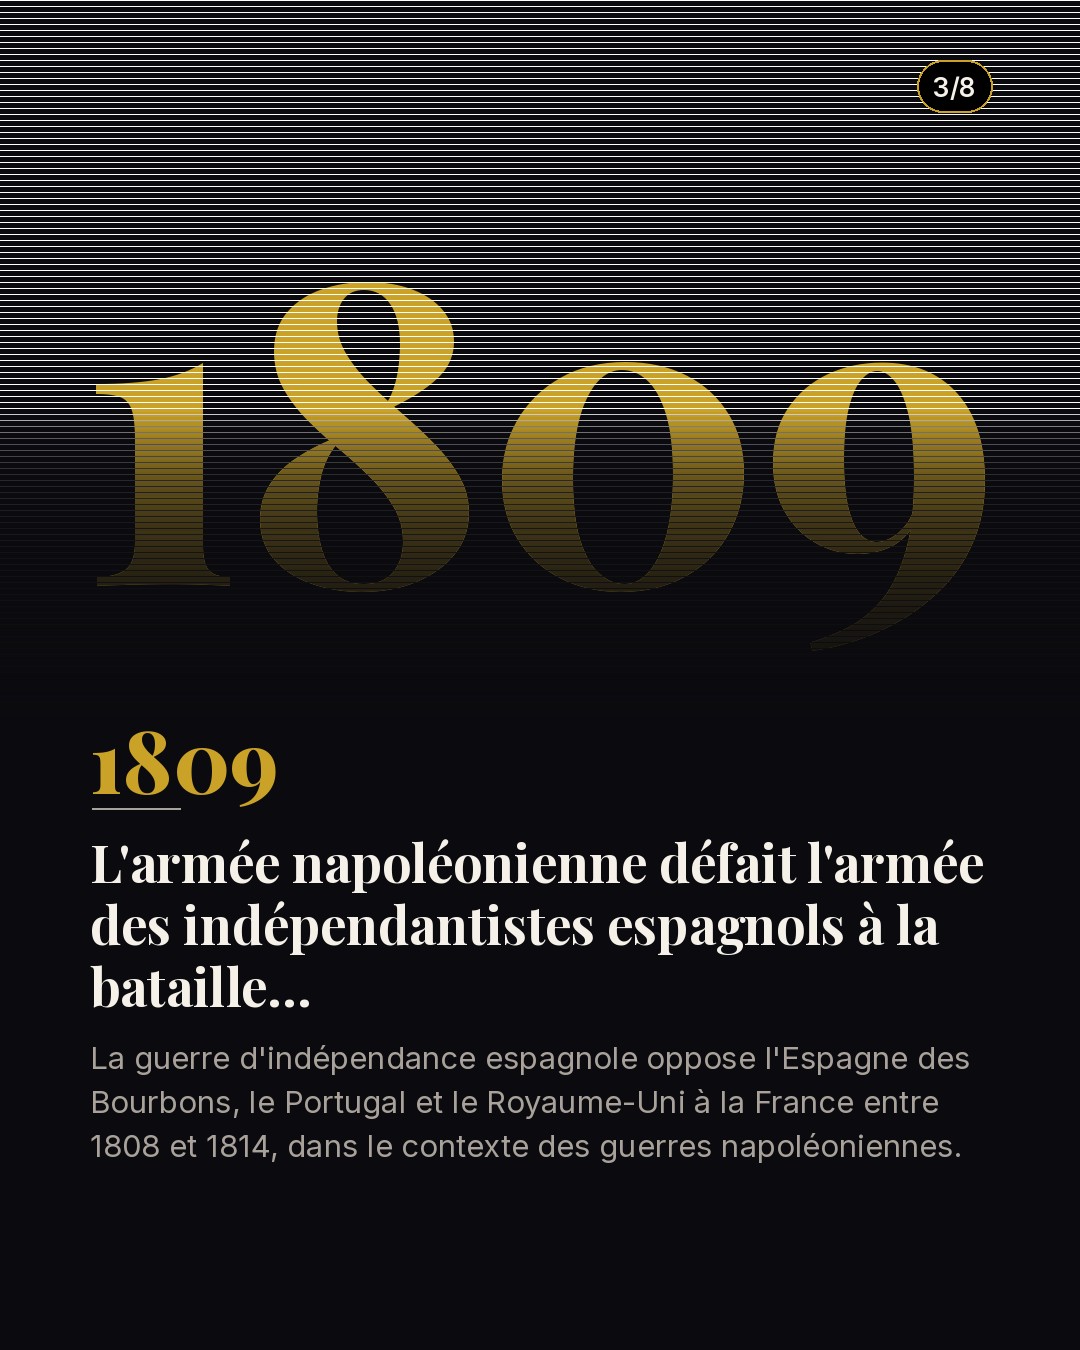 3/8
1809
1809
L'armée napoléonienne défait l'armée
des indépendantistes espagnols à la
bataille...
La guerre d'indépendance espagnole oppose l'Espagne des
Bourbons, le Portugal et le Royaume-Uni à la France entre
1808 et 1814, dans le contexte des guerres napoléoniennes.